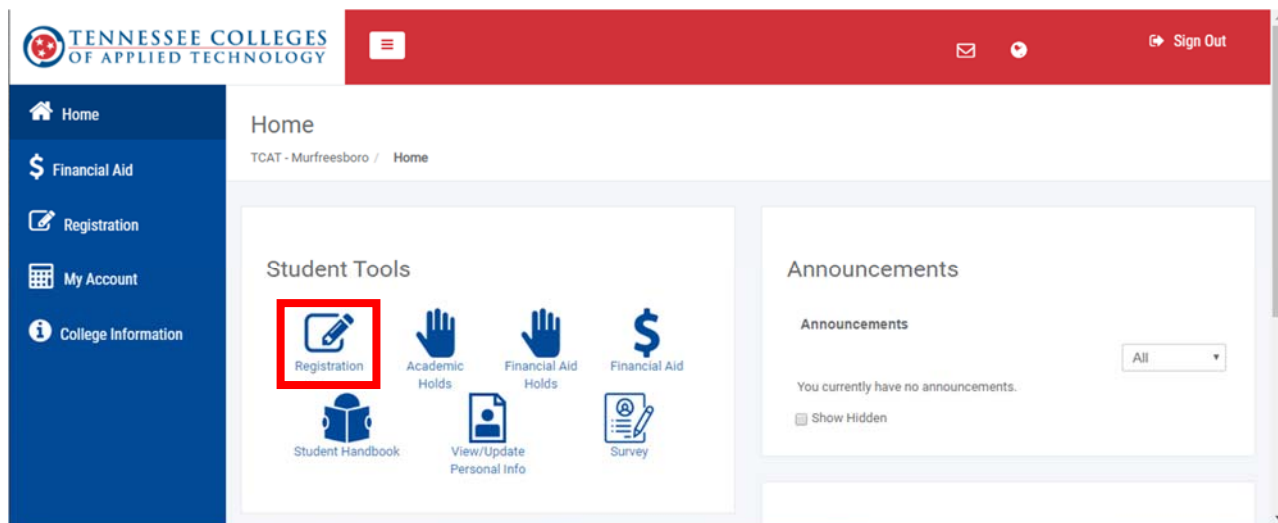 TENNESSEE COLLEGES
OF APPLIED TECHNOLOGY
Sign Out
Home
Financial Aid
Registration
My Account
College Information
Home
TCAT - Murfreesboro / Home
Student Tools
Registration
Academic
Holds
Financial Aid
Holds
Financial Aid
Student Handbook
View/Update
Personal Info
Survey
Announcements
Announcements
All
You currently have no announcements.
Show Hidden